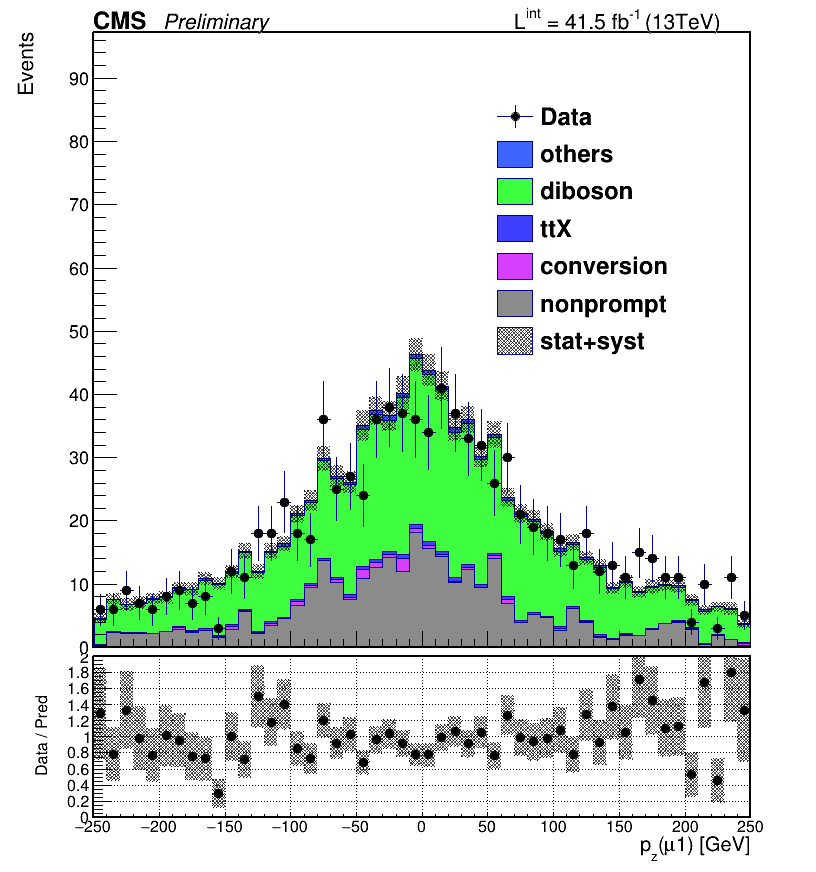 CMS Preliminary L^int = 41.5 fb^-1 (13TeV)
Events
90
80
70
60
50
40
30
20
10
0
Data
others
diboson
ttX
conversion
nonprompt
stat+syst
Data / Pred
2
1.8
1.6
1.4
1.2
1
0.8
0.6
0.4
0.2
0
−250 −200 −150 −100 −50 0 50 100 150 200 250
p_z(μ1) [GeV]